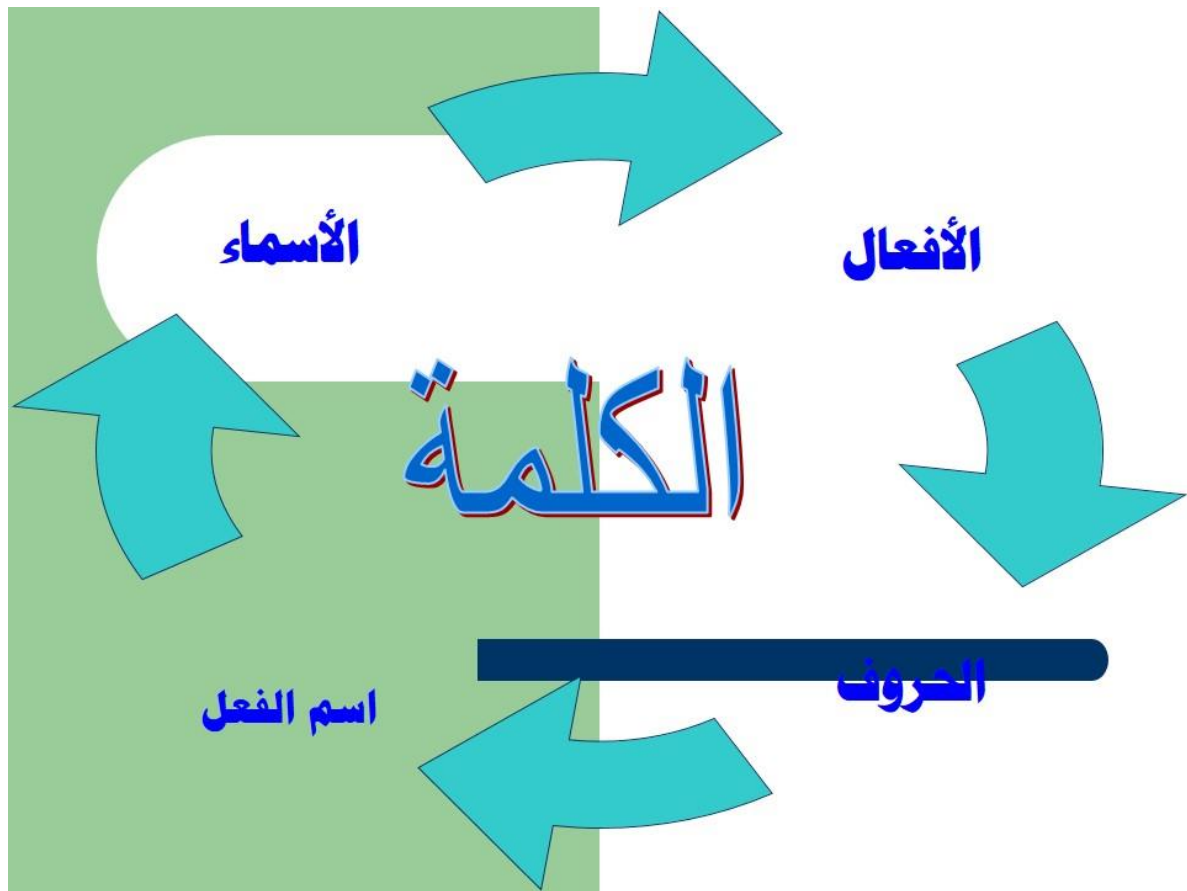 الأفعال
الأسماء
الكلمة
الحروف
اسم الفعل